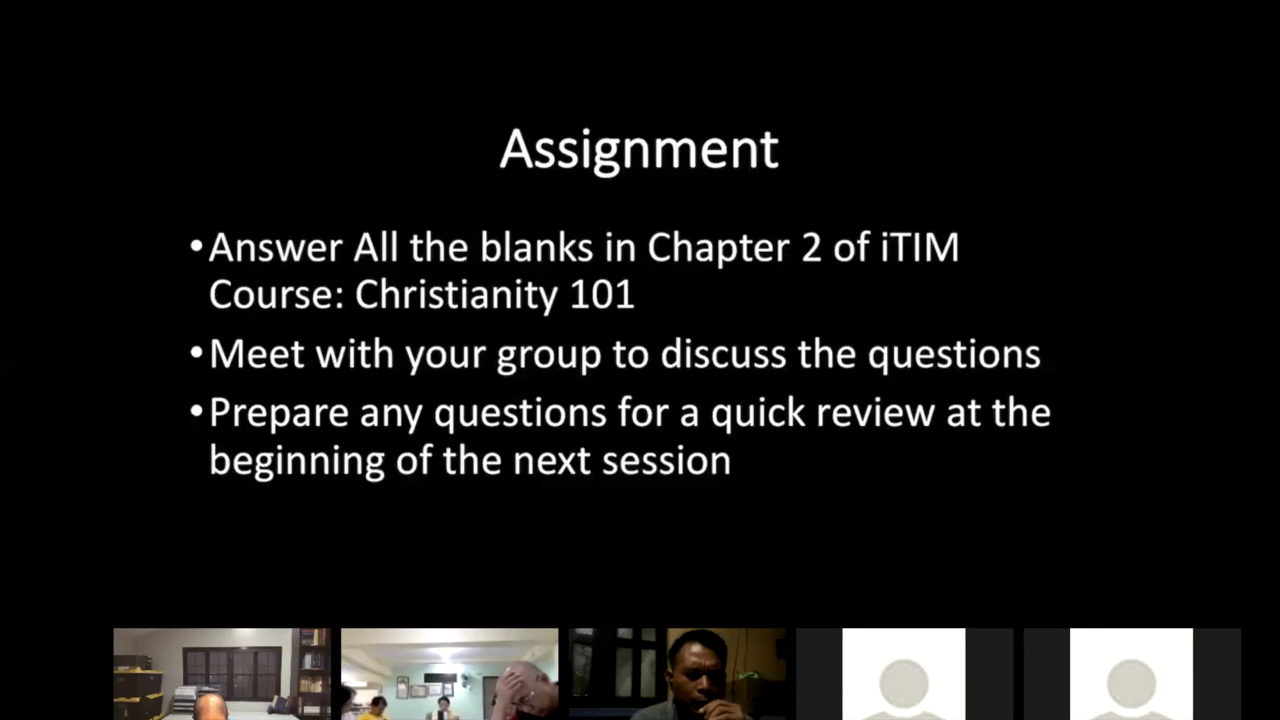 Assignment
•Answer All the blanks in Chapter 2 of iTIM
Course: Christianity 101
•Meet with your group to discuss the questions
•Prepare any questions for a quick review at the
beginning of the next session